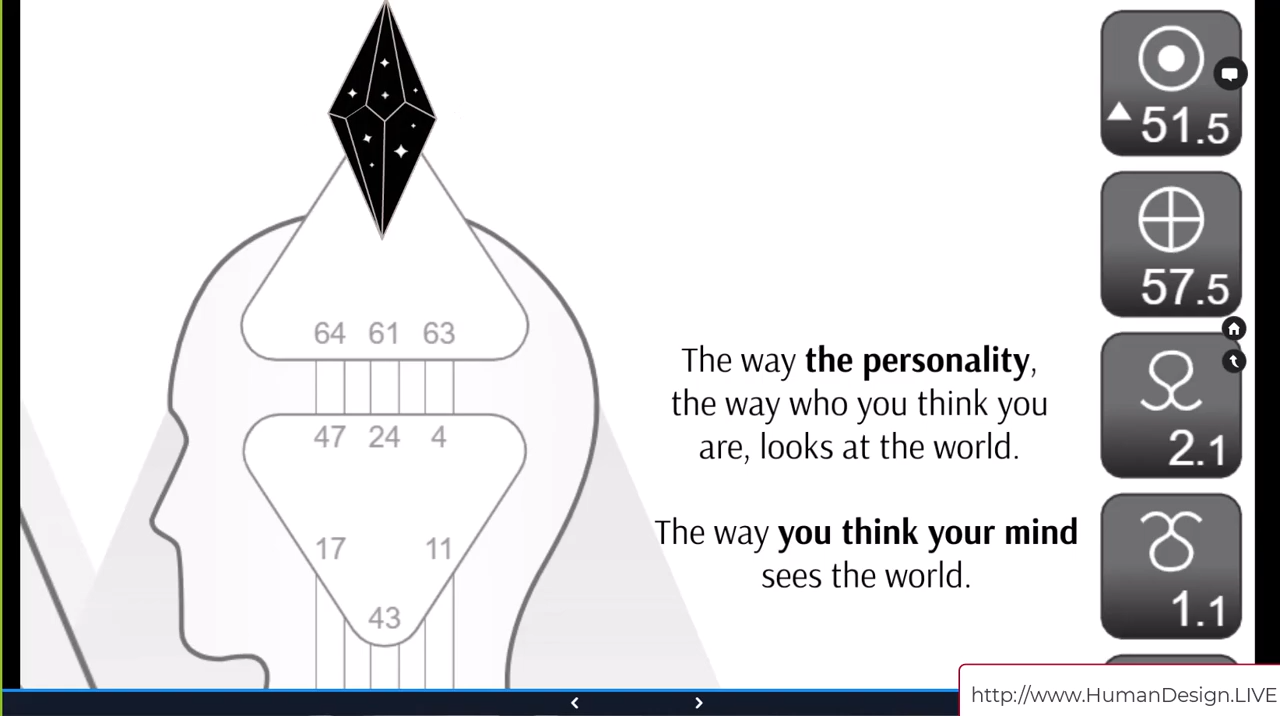 64 61 63
47 24 4
17 11
43
The way the personality,
the way who you think you
are, looks at the world.
The way you think your mind
sees the world.
51.5
57.5
2.1
1.1
http://www.HumanDesign.LIVE